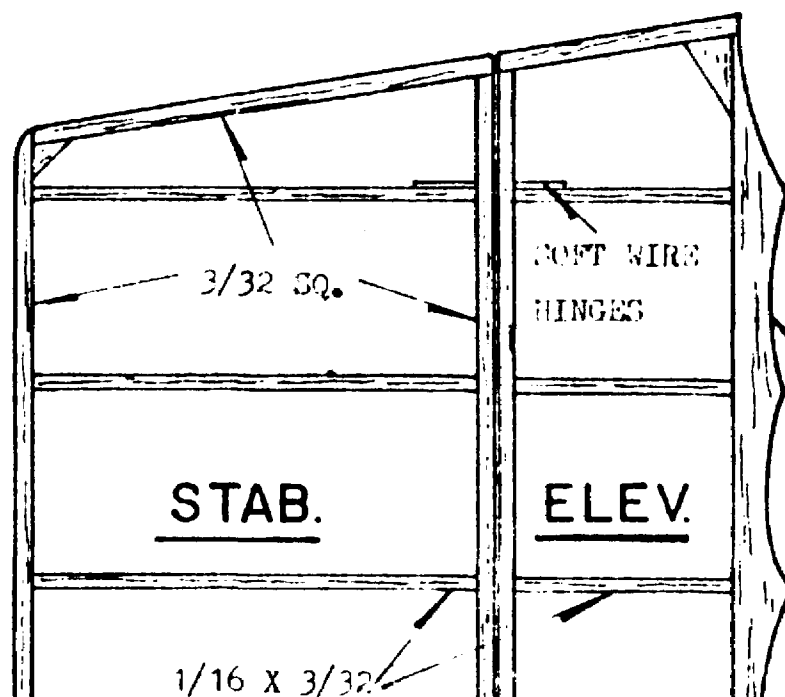 3/32 SQ.
SOFT WIRE
HINGES
STAB.
ELEV.
1/16 X 3/32